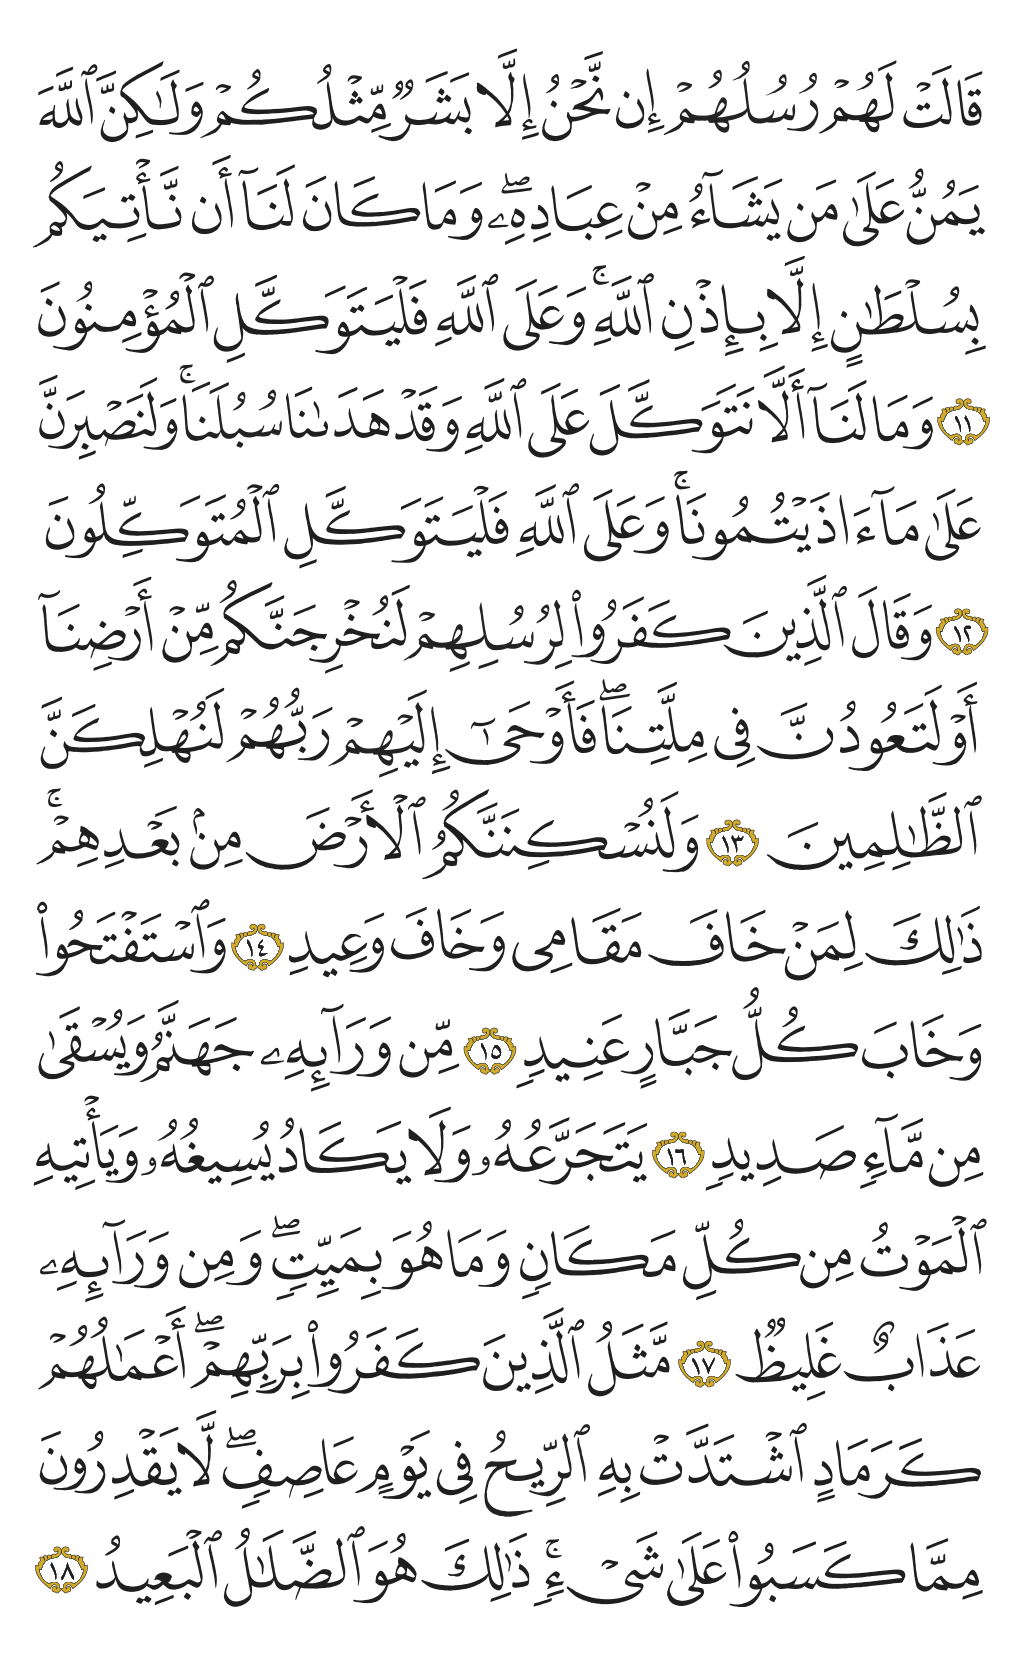 قَالَتْ لَهُمْ رُسُلُهُمْ إِن نَّحْنُ إِلَّا بَشَرٌ مِّثْلُكُمْ وَلَـٰكِنَّ ٱللَّهَ
يَمُنُّ عَلَىٰ مَن يَشَآءُ مِنْ عِبَادِهِۦۖ وَمَا كَانَ لَنَآ أَن نَّأْتِيَكُم
بِسُلْطَـٰنٍ إِلَّا بِإِذْنِ ٱللَّهِۚ وَعَلَى ٱللَّهِ فَلْيَتَوَكَّلِ ٱلْمُؤْمِنُونَ
١١ وَمَا لَنَآ أَلَّا نَتَوَكَّلَ عَلَى ٱللَّهِ وَقَدْ هَدَىٰنَا سُبُلَنَاۚ وَلَنَصْبِرَنَّ
عَلَىٰ مَآ ءَاذَيْتُمُونَاۚ وَعَلَى ٱللَّهِ فَلْيَتَوَكَّلِ ٱلْمُتَوَكِّلُونَ
١٢ وَقَالَ ٱلَّذِينَ كَفَرُوا۟ لِرُسُلِهِمْ لَنُخْرِجَنَّكُم مِّنْ أَرْضِنَآ
أَوْ لَتَعُودُنَّ فِى مِلَّتِنَاۖ فَأَوْحَىٰٓ إِلَيْهِمْ رَبُّهُمْ لَنُهْلِكَنَّ
ٱلظَّـٰلِمِينَ ١٣ وَلَنُسْكِنَنَّكُمُ ٱلْأَرْضَ مِنۢ بَعْدِهِمْۚ
ذَٰلِكَ لِمَنْ خَافَ مَقَامِى وَخَافَ وَعِيدِ ١٤ وَٱسْتَفْتَحُوا۟
وَخَابَ كُلُّ جَبَّارٍ عَنِيدٍ ١٥ مِّن وَرَآئِهِۦ جَهَنَّمُ وَيُسْقَىٰ
مِن مَّآءٍ صَدِيدٍ ١٦ يَتَجَرَّعُهُۥ وَلَا يَكَادُ يُسِيغُهُۥ وَيَأْتِيهِ
ٱلْمَوْتُ مِن كُلِّ مَكَانٍ وَمَا هُوَ بِمَيِّتٍۖ وَمِن وَرَآئِهِۦ
عَذَابٌ غَلِيظٌ ١٧ مَّثَلُ ٱلَّذِينَ كَفَرُوا۟ بِرَبِّهِمْۖ أَعْمَـٰلُهُمْ
كَرَمَادٍ ٱشْتَدَّتْ بِهِ ٱلرِّيحُ فِى يَوْمٍ عَاصِفٍۖ لَّا يَقْدِرُونَ
مِمَّا كَسَبُوا۟ عَلَىٰ شَىْءٍۚ ذَٰلِكَ هُوَ ٱلضَّلَـٰلُ ٱلْبَعِيدُ ١٨